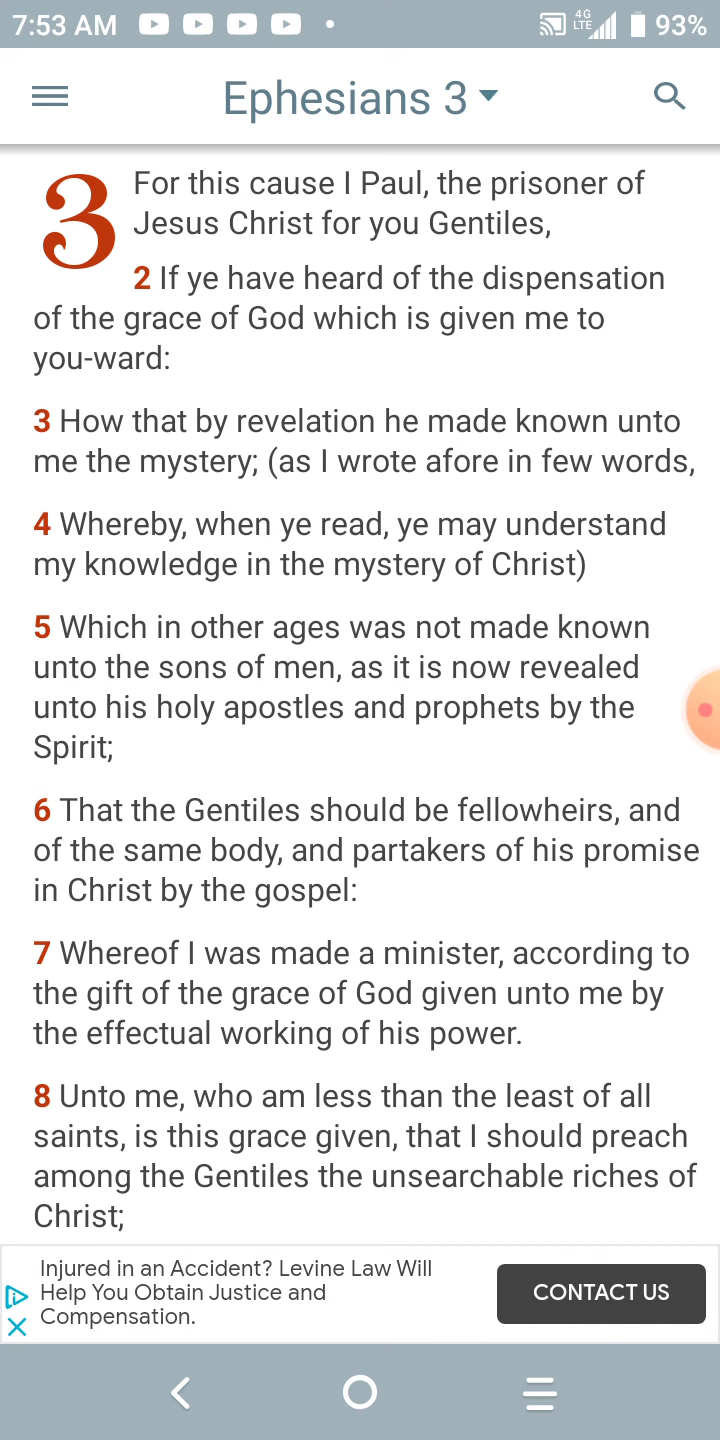 7:53 AM
4G
LTE
93%
Ephesians 3
3 For this cause I Paul, the prisoner of
Jesus Christ for you Gentiles,
2 If ye have heard of the dispensation
of the grace of God which is given me to
you-ward:
3 How that by revelation he made known unto
me the mystery; (as I wrote afore in few words,
4 Whereby, when ye read, ye may understand
my knowledge in the mystery of Christ)
5 Which in other ages was not made known
unto the sons of men, as it is now revealed
unto his holy apostles and prophets by the
Spirit;
6 That the Gentiles should be fellowheirs, and
of the same body, and partakers of his promise
in Christ by the gospel:
7 Whereof I was made a minister, according to
the gift of the grace of God given unto me by
the effectual working of his power.
8 Unto me, who am less than the least of all
saints, is this grace given, that I should preach
among the Gentiles the unsearchable riches of
Christ;
Injured in an Accident? Levine Law Will
Help You Obtain Justice and
Compensation.
CONTACT US